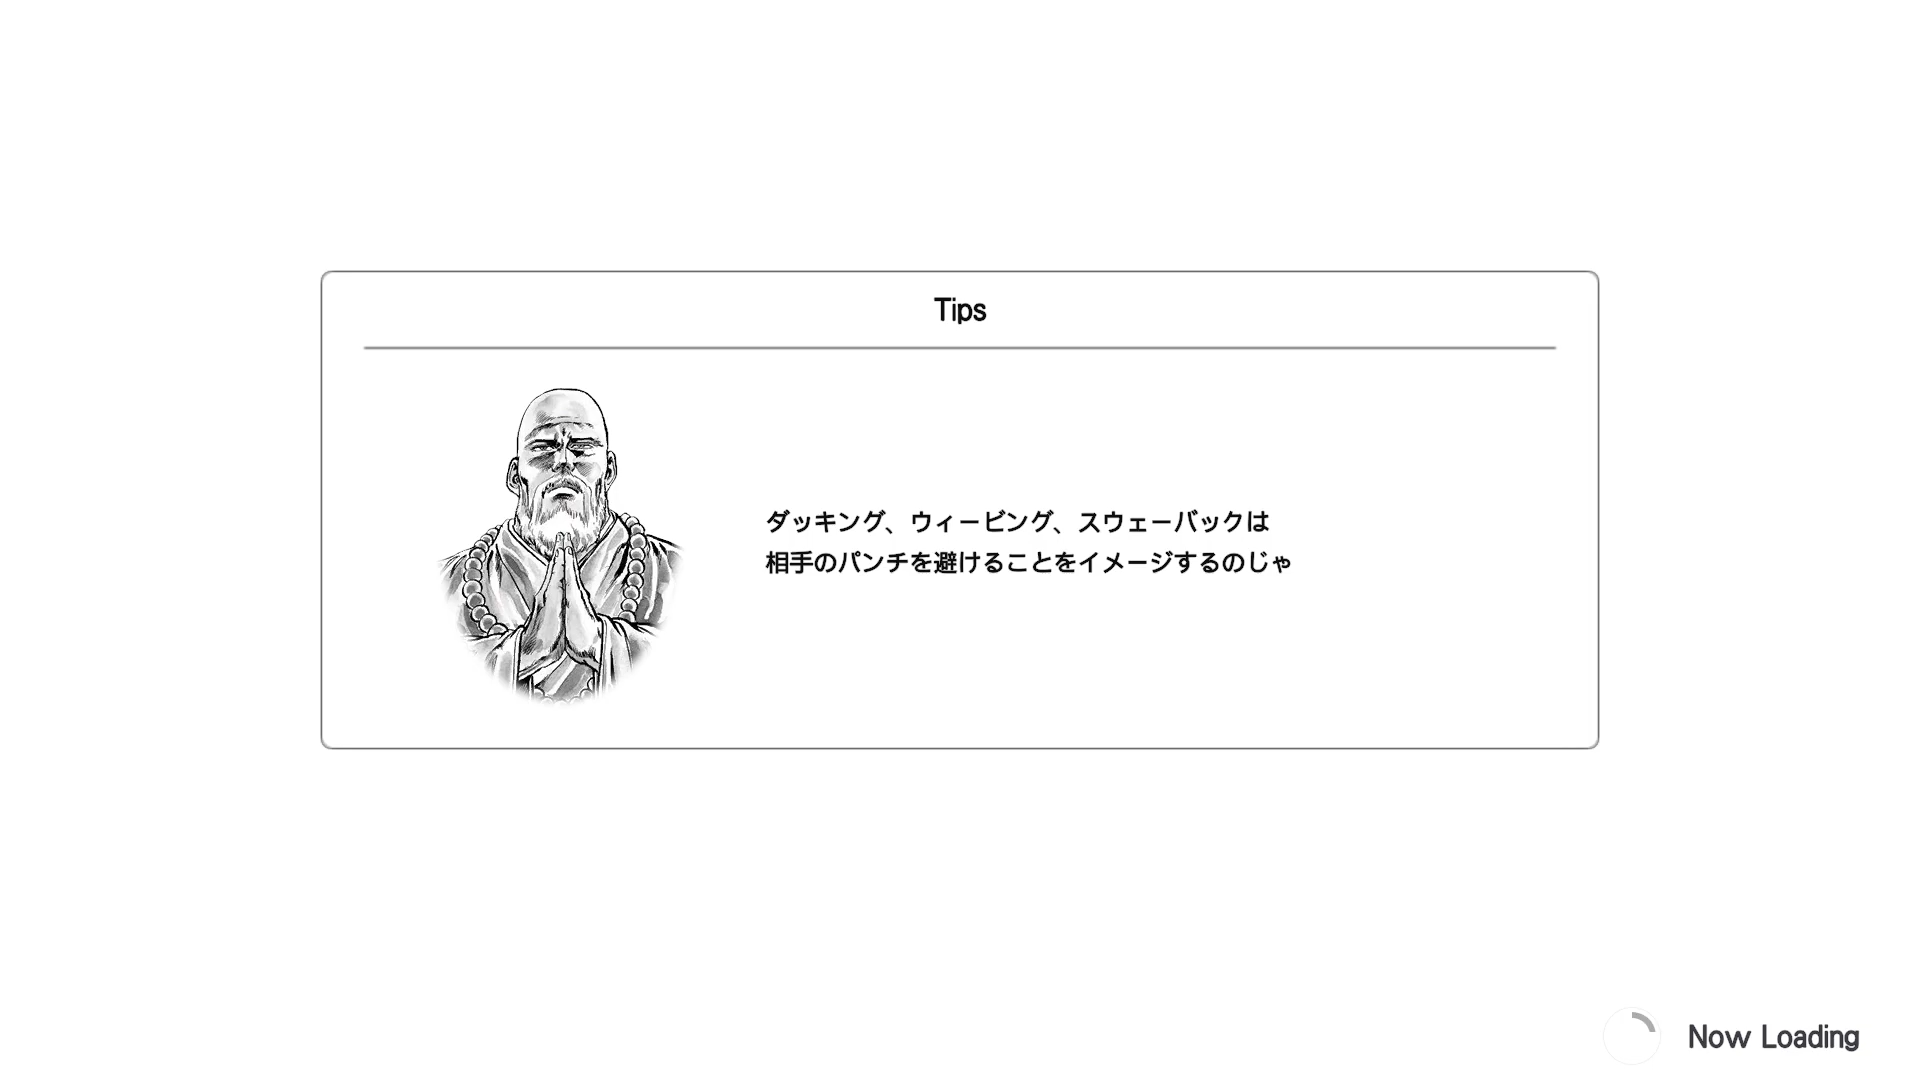 Tips
ダッキング、ウィービング、スウェーバックは
相手のパンチを避けることをイメージするのじゃ
Now Loading